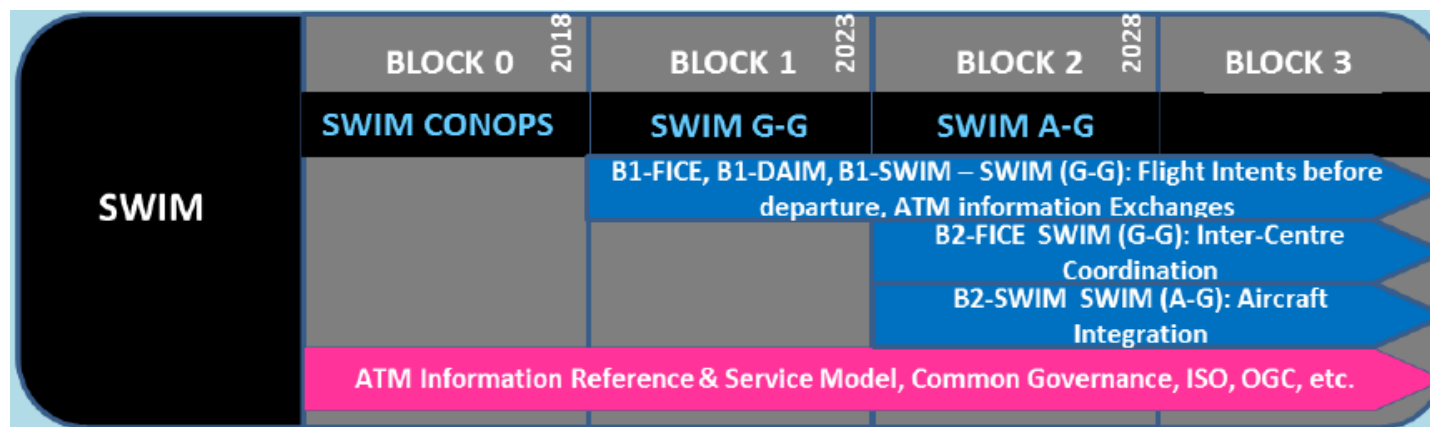 BLOCK 0 2018 BLOCK 1 2023 BLOCK 2 2028 BLOCK 3
SWIM CONOPS SWIM G-G SWIM A-G
SWIM
B1-FICE, B1-DAIM, B1-SWIM – SWIM (G-G): Flight Intents before
departure, ATM information Exchanges
B2-FICE SWIM (G-G): Inter-Centre
Coordination
B2-SWIM SWIM (A-G): Aircraft
Integration
ATM Information Reference & Service Model, Common Governance, ISO, OGC, etc.